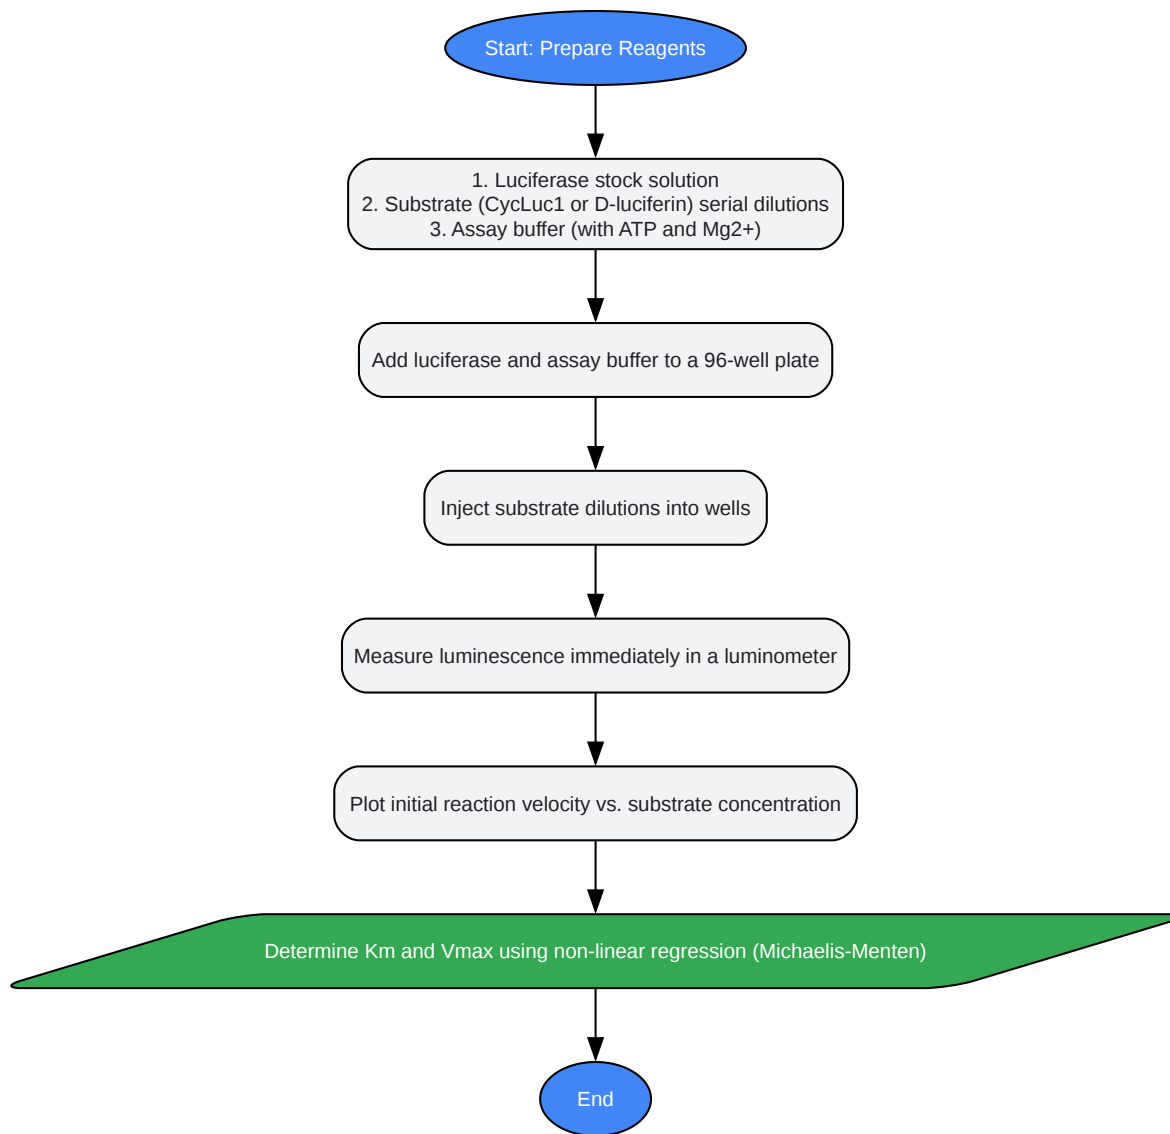 Start: Prepare Reagents
1. Luciferase stock solution
2. Substrate (CycLuc1 or D-luciferin) serial dilutions
3. Assay buffer (with ATP and Mg2+)
Add luciferase and assay buffer to a 96-well plate
Inject substrate dilutions into wells
Measure luminescence immediately in a luminometer
Plot initial reaction velocity vs. substrate concentration
Determine Km and Vmax using non-linear regression (Michaelis-Menten)
End